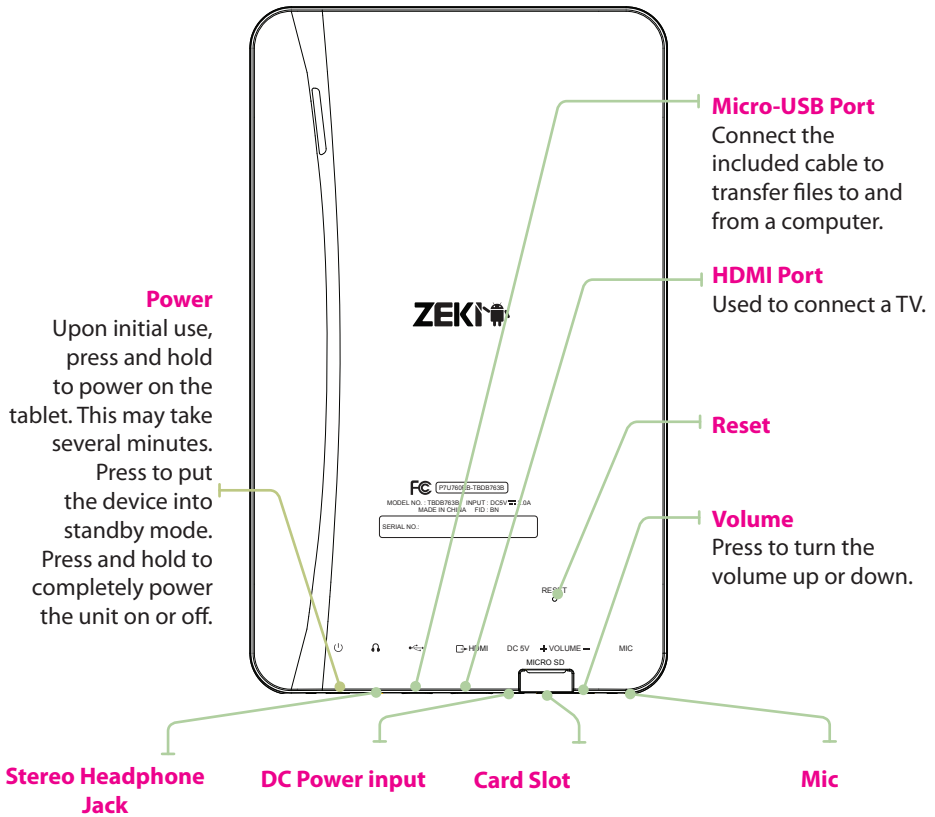 Micro-USB Port
Connect the
included cable to
transfer files to and
from a computer.
HDMI Port
Used to connect a TV.
Power
Upon initial use,
press and hold
to power on the
tablet. This may take
several minutes.
Press to put
the device into
standby mode.
Press and hold to
completely power
the unit on or off.
ZEKI
Reset
Volume
Press to turn the
volume up or down.
FC
MODEL NO. : TBDB763B INPUT : DC5V
MADE IN CHINA FID : BN
SERIAL NO.:
RESET
HDMI DC 5V + VOLUME - MIC
MICRO SD
Stereo Headphone
Jack
DC Power input
Card Slot
Mic